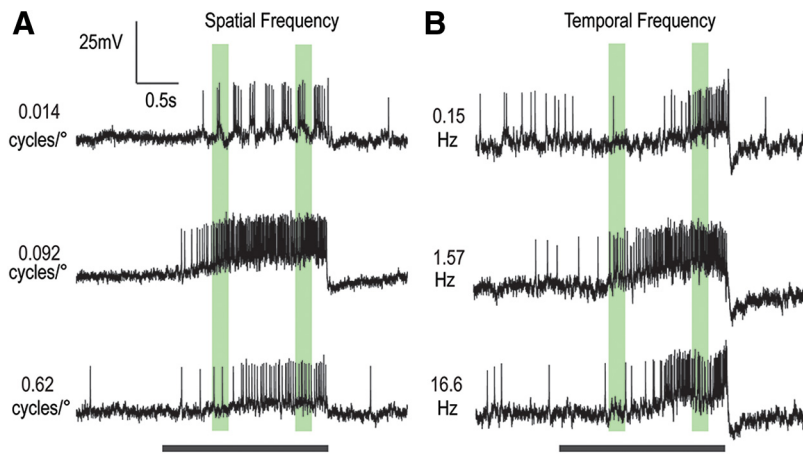 A
Spatial Frequency
25mV
0.5s
0.014
cycles/°
0.092
cycles/°
0.62
cycles/°
B
Temporal Frequency
0.15
Hz
1.57
Hz
16.6
Hz